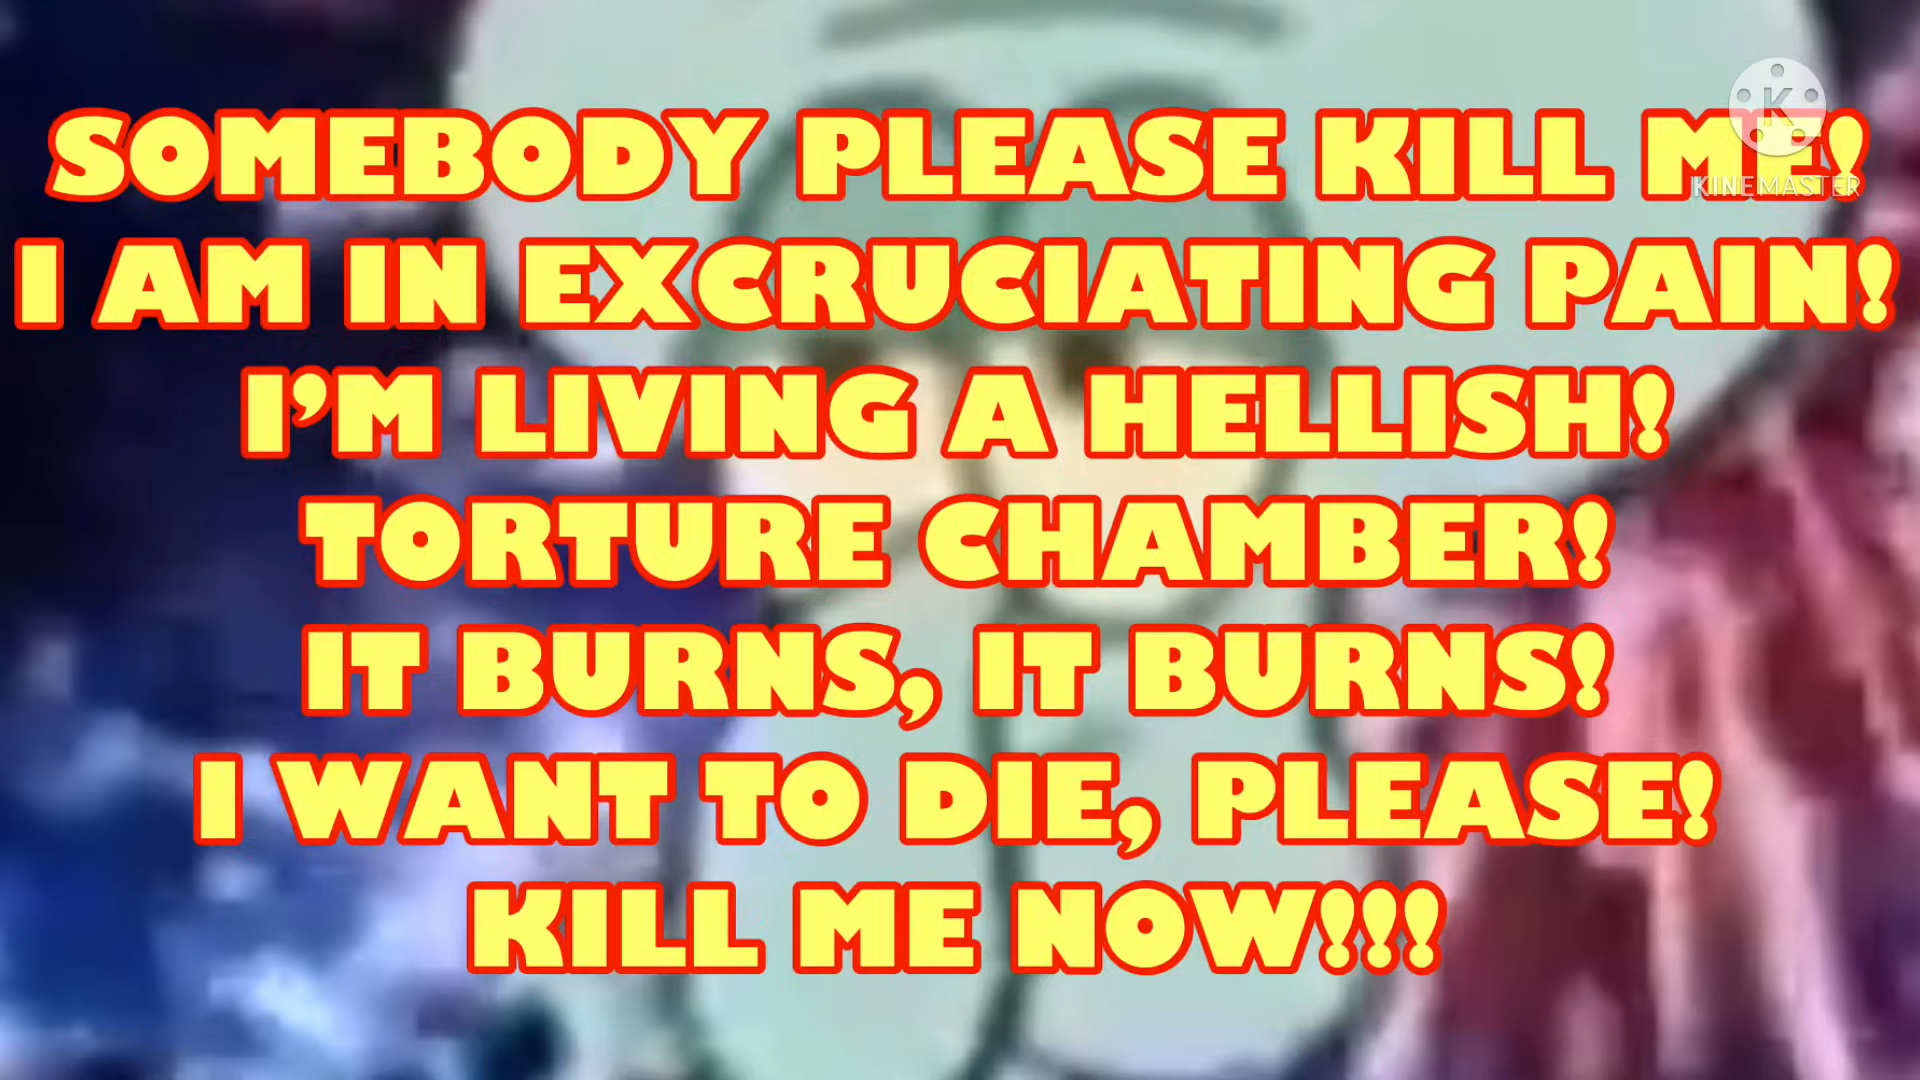 SOMEBODY PLEASE KILL ME!
I AM IN EXCRUCIATING PAIN!
I'M LIVING A HELLISH!
TORTURE CHAMBER!
IT BURNS, IT BURNS!
I WANT TO DIE, PLEASE!
KILL ME NOW!!!
K
KINEMASTER